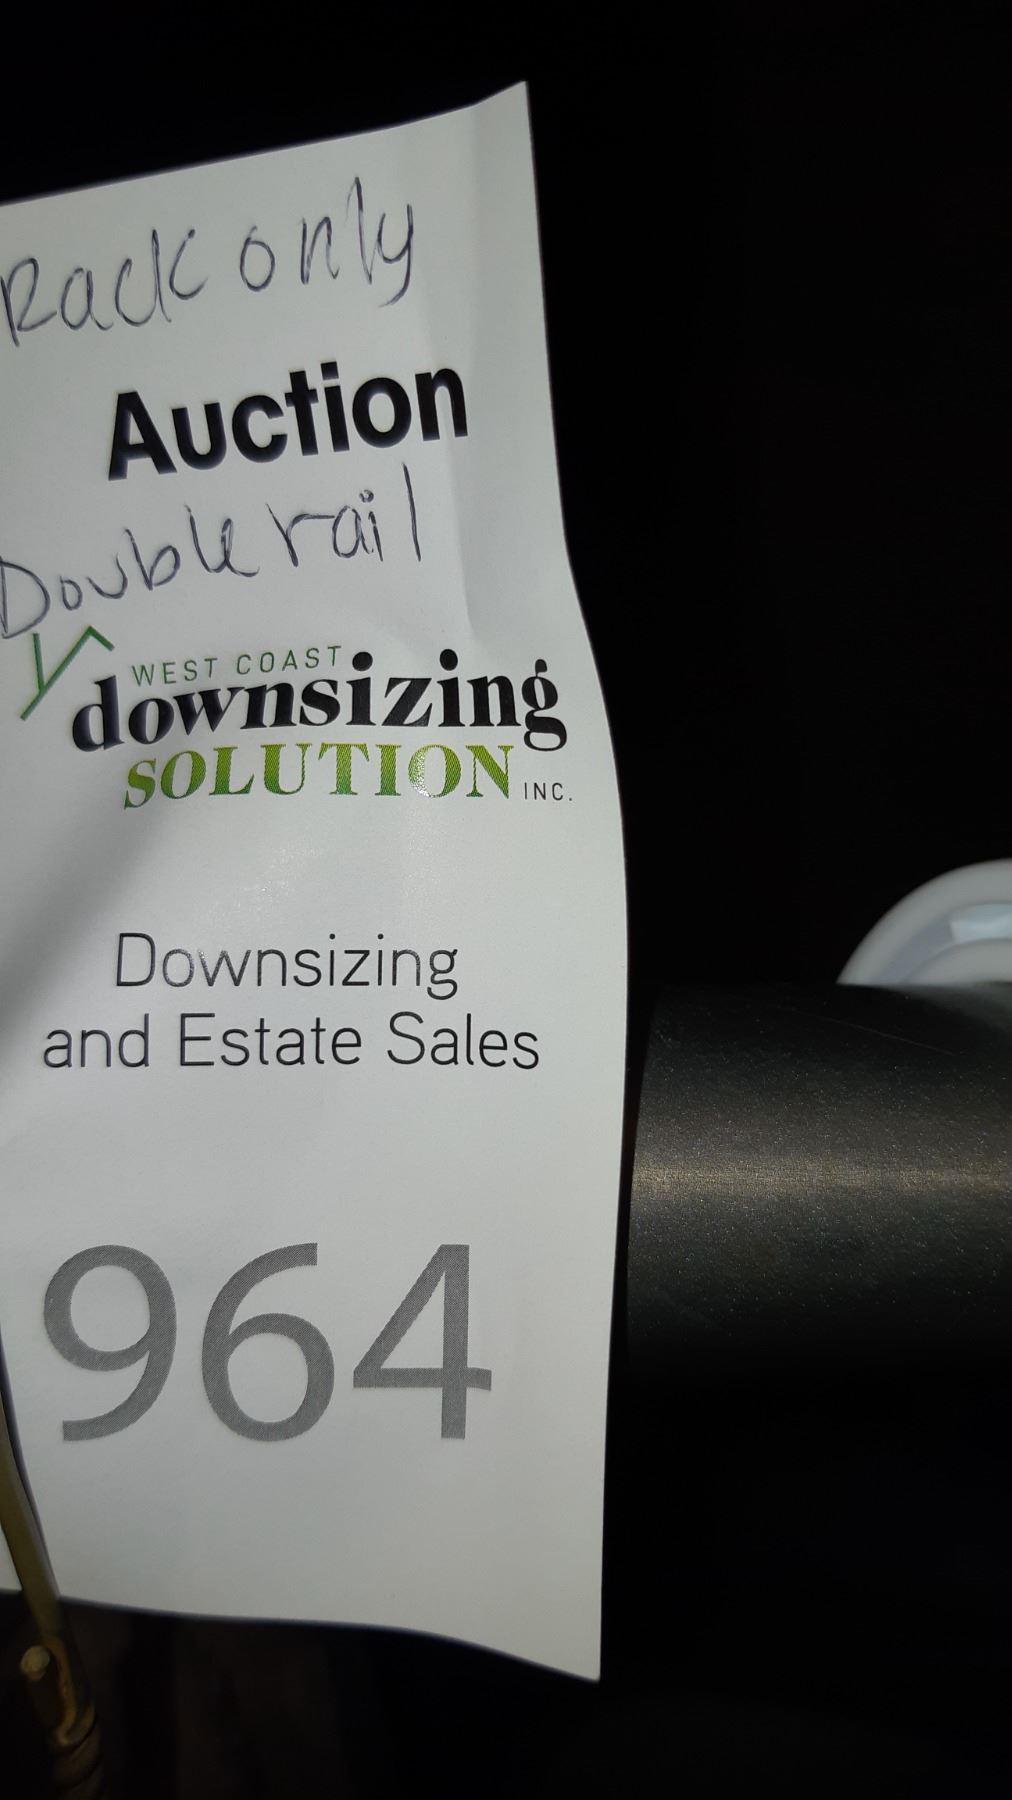 Rack only
Auction
Double rail
WEST COAST
downsizing
SOLUTION INC.
Downsizing
and Estate Sales
964